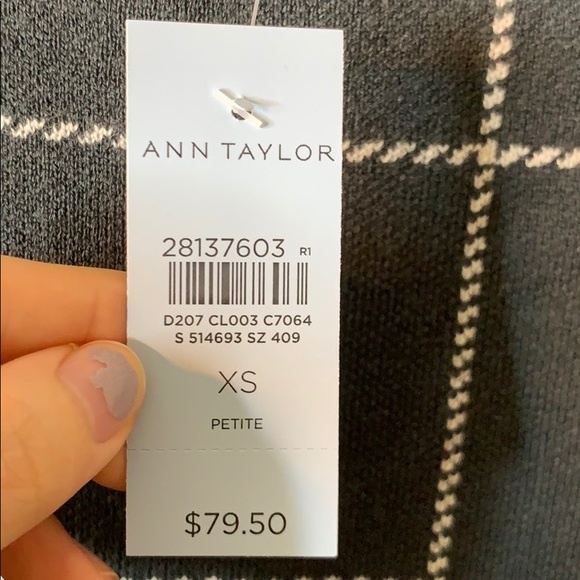 ANN TAYLOR
28137603 R1
D207 CL003 C7064
S 514693 SZ 409
XS
PETITE
$79.50